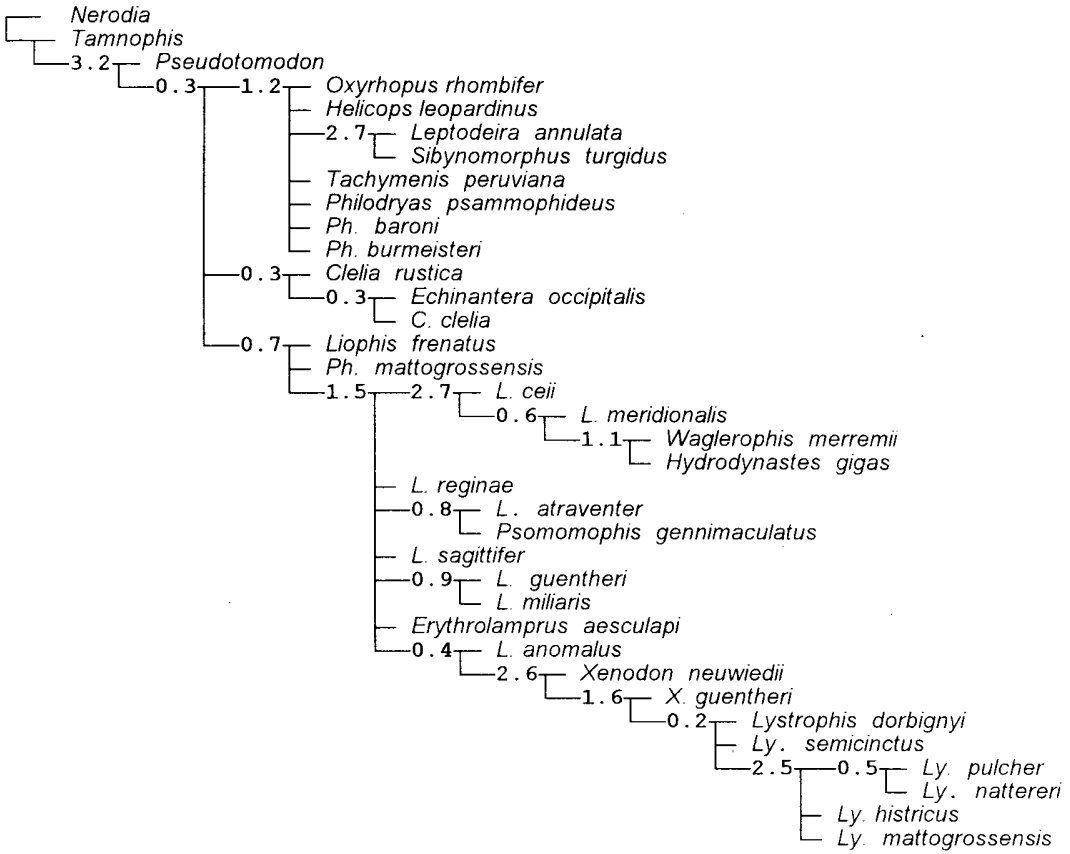 Nerodia
Tamnophis
3.2 Pseudotomodon
0.3 1.2 Oxyrhopus rhombifer
Helicops leopardinus
2.7 Leptodeira annulata
Sibynomorphus turgidus
Tachymenis peruviana
Philodryas psammophideus
Ph. baroni
Ph. burmeisteri
0.3 Clelia rustica
0.3 Echinantera occipitalis
C. clelia
0.7 Liophis frenatus
Ph. mattogrossensis
1.5 2.7 L. ceii
0.6 L. meridionalis
1.1 Waglerophis merremii
Hydrodynastes gigas
L. reginae
0.8 L. atraventer
Psomomophis gennimaculatus
L. sagittifer
0.9 L. guentheri
L. miliaris
Erythrolamprus aesculapi
0.4 L. anomalus
2.6 Xenodon neuwiedii
1.6 X. guentheri
0.2 Lystrophis dorbignyi
Ly. semicinctus
2.5 0.5 Ly. pulcher
Ly. nattereri
Ly. histricus
Ly. mattogrossensis